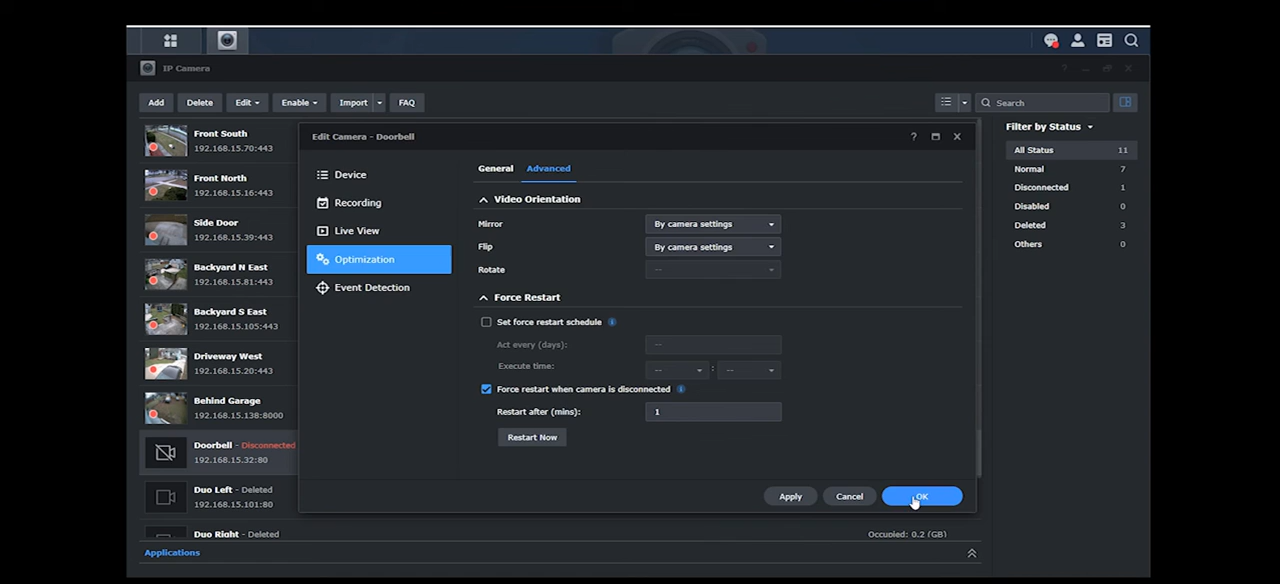 IP Camera
Add Delete Edit Enable Import FAQ Search
Front South
192.168.15.70:443
Front North
192.168.15.16:443
Side Door
192.168.15.39:443
Backyard N East
192.168.15.81:443
Backyard S East
192.168.15.105:443
Driveway West
192.168.15.20:443
Behind Garage
192.168.15.138:8000
Doorbell - Disconnected
192.168.15.32:80
Duo Left - Deleted
192.168.15.101:80
Duo Right - Deleted
Occupied: 0.2 (GB)
Applications
Edit Camera - Doorbell
?
Device
Recording
Live View
Optimization
Event Detection
General Advanced
Video Orientation
Mirror By camera settings
Flip By camera settings
Rotate --
Force Restart
Set force restart schedule i
Act every (days): --
Execute time: -- : --
Force restart when camera is disconnected i
Restart after (mins): 1
Restart Now
Apply Cancel OK
Filter by Status
All Status 11
Normal 7
Disconnected 1
Disabled 0
Deleted 3
Others 0